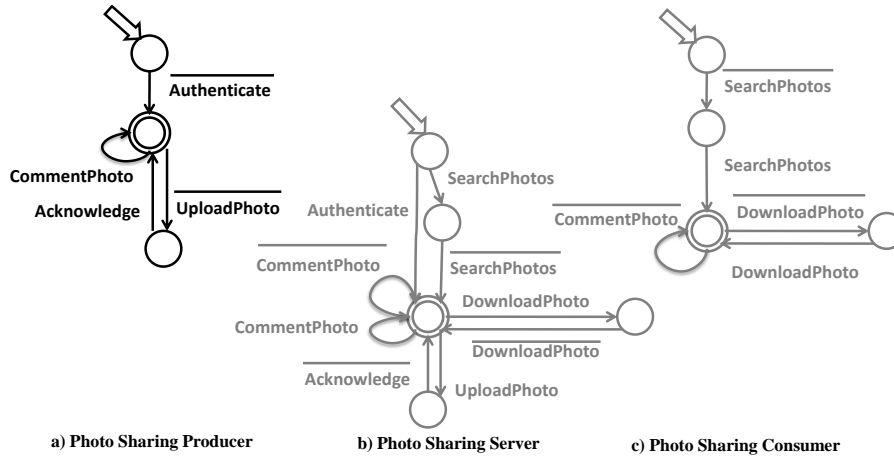 Authenticate
CommentPhoto
Acknowledge
UploadPhoto
a) Photo Sharing Producer
SearchPhotos
Authenticate
CommentPhoto
SearchPhotos
CommentPhoto
DownloadPhoto
DownloadPhoto
Acknowledge
UploadPhoto
b) Photo Sharing Server
SearchPhotos
SearchPhotos
CommentPhoto
DownloadPhoto
DownloadPhoto
c) Photo Sharing Consumer